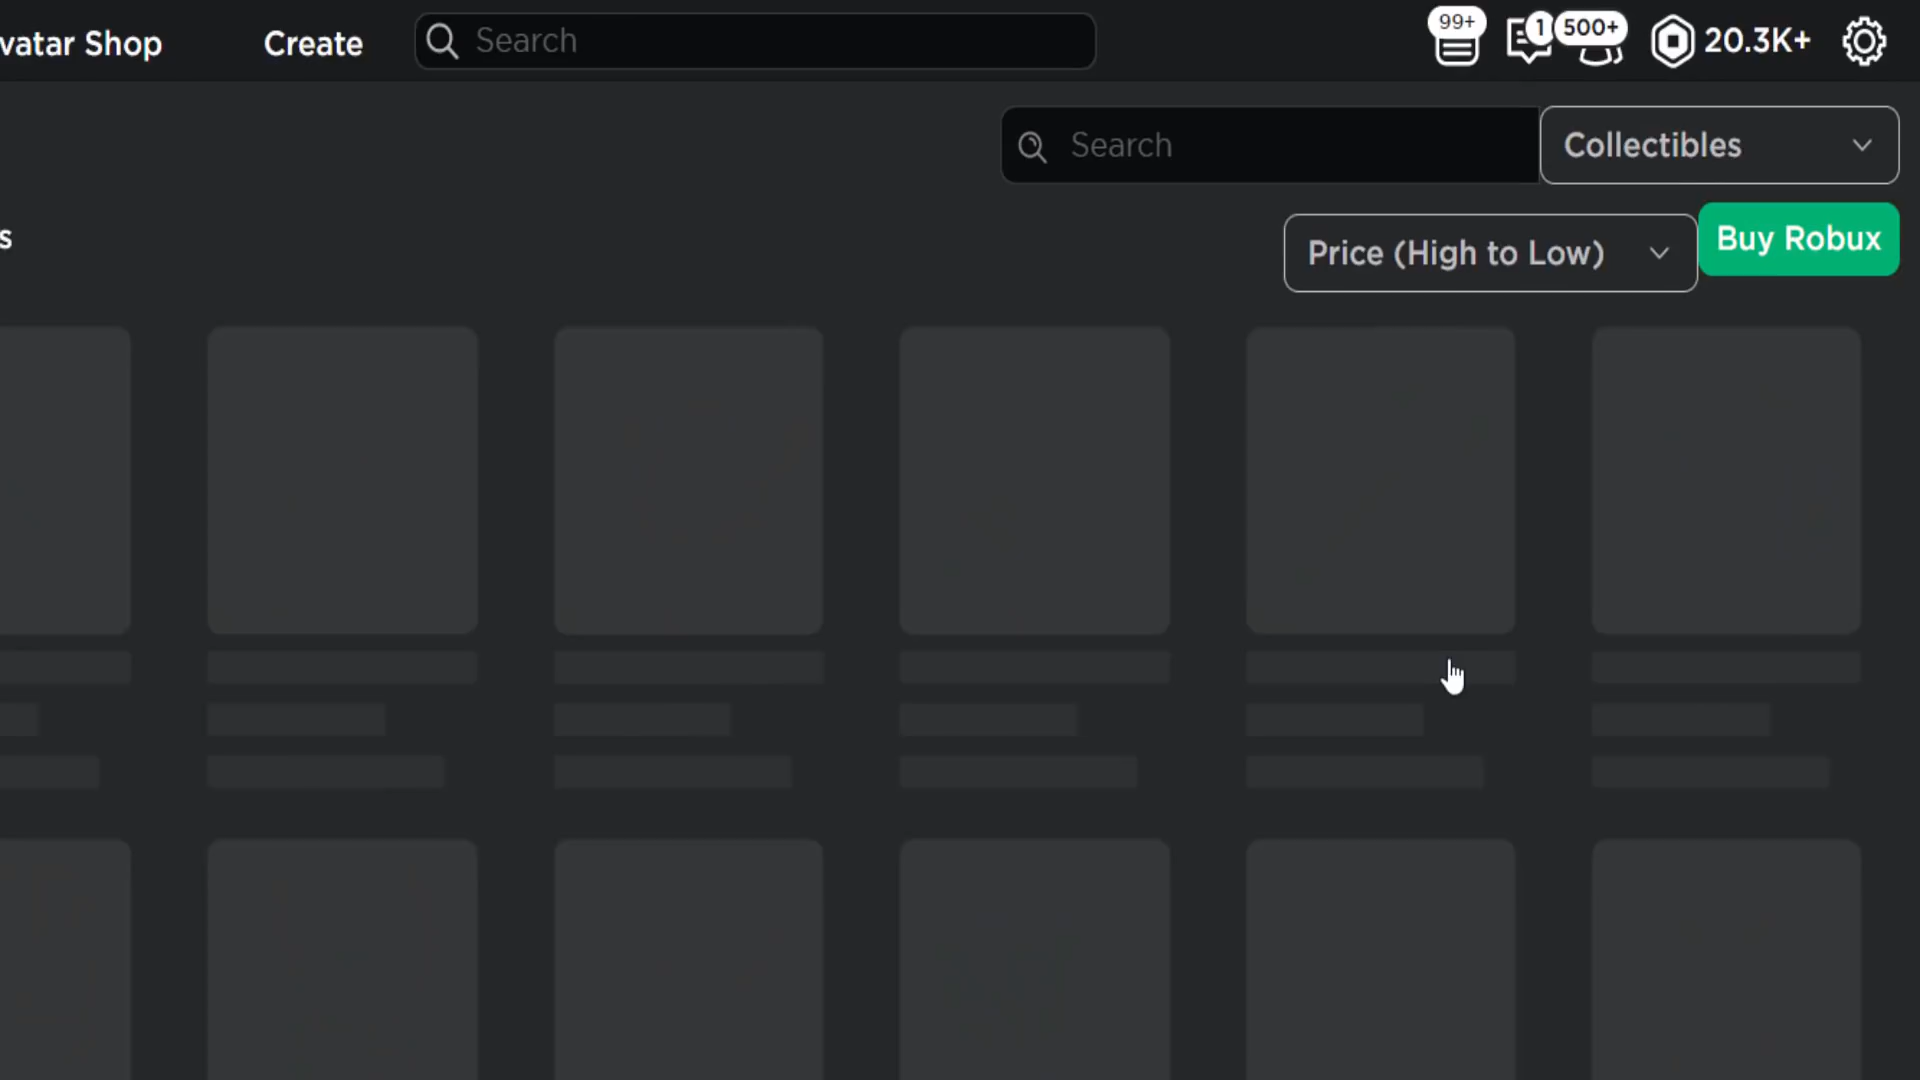 vatar Shop
Create
Search
99+
1
500+
20.3K+
Search
Collectibles
s
Price (High to Low)
Buy Robux